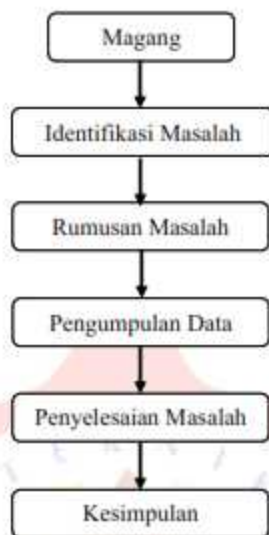 Magang
Identifikasi Masalah
Rumusan Masalah
Pengumpulan Data
Penyelesaian Masalah
Kesimpulan